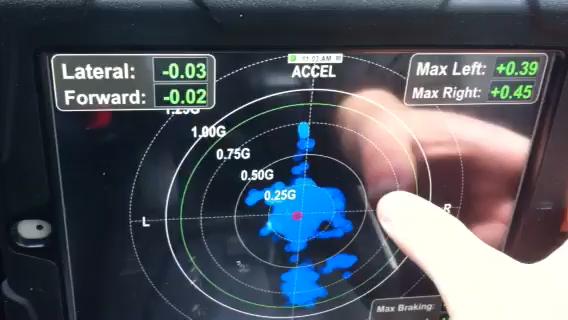 11:02 AM
ACCEL
Lateral: -0.03
Forward: -0.02
Max Left: +0.39
Max Right: +0.45
1.25G
1.00G
0.75G
0.50G
0.25G
L
R
Max Braking: